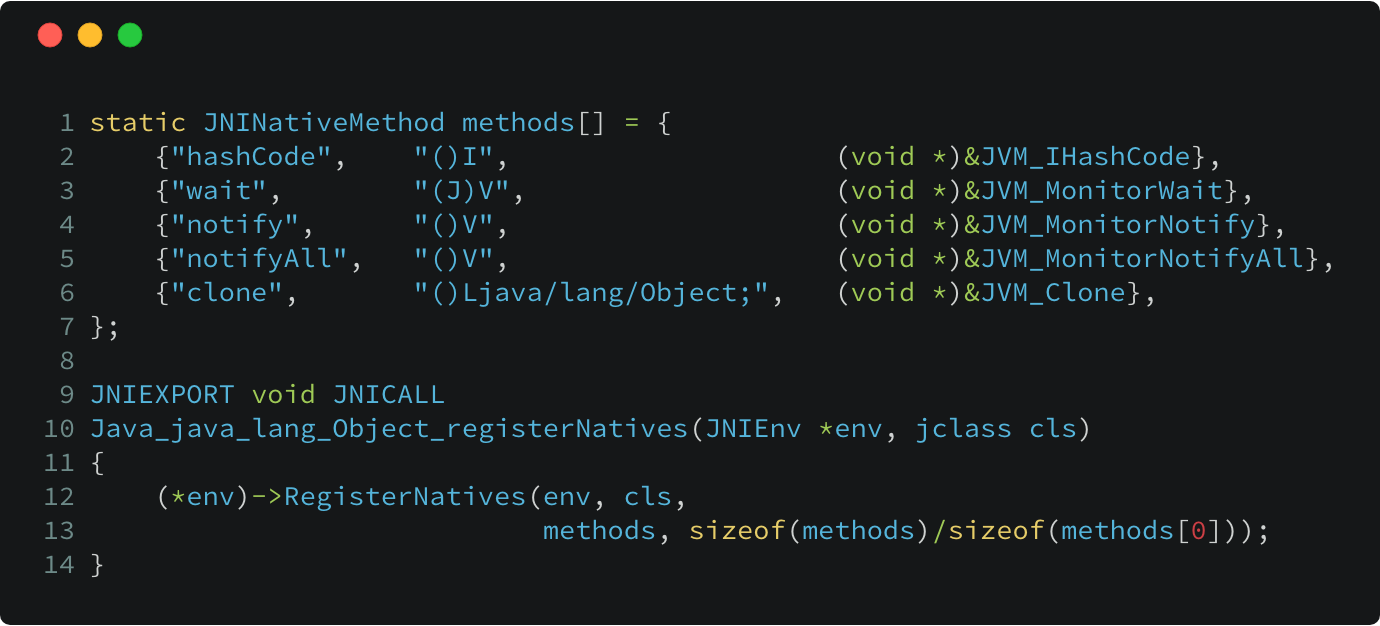 1 static JNINativeMethod methods[] = {
2     {"hashCode",    "()I",                    (void *)&JVM_IHashCode},
3     {"wait",        "(J)V",                   (void *)&JVM_MonitorWait},
4     {"notify",      "()V",                    (void *)&JVM_MonitorNotify},
5     {"notifyAll",   "()V",                    (void *)&JVM_MonitorNotifyAll},
6     {"clone",       "()Ljava/lang/Object;",   (void *)&JVM_Clone},
7 };
8
9 JNIEXPORT void JNICALL
10 Java_java_lang_Object_registerNatives(JNIEnv *env, jclass cls)
11 {
12     (*env)->RegisterNatives(env, cls,
13                             methods, sizeof(methods)/sizeof(methods[0]));
14 }